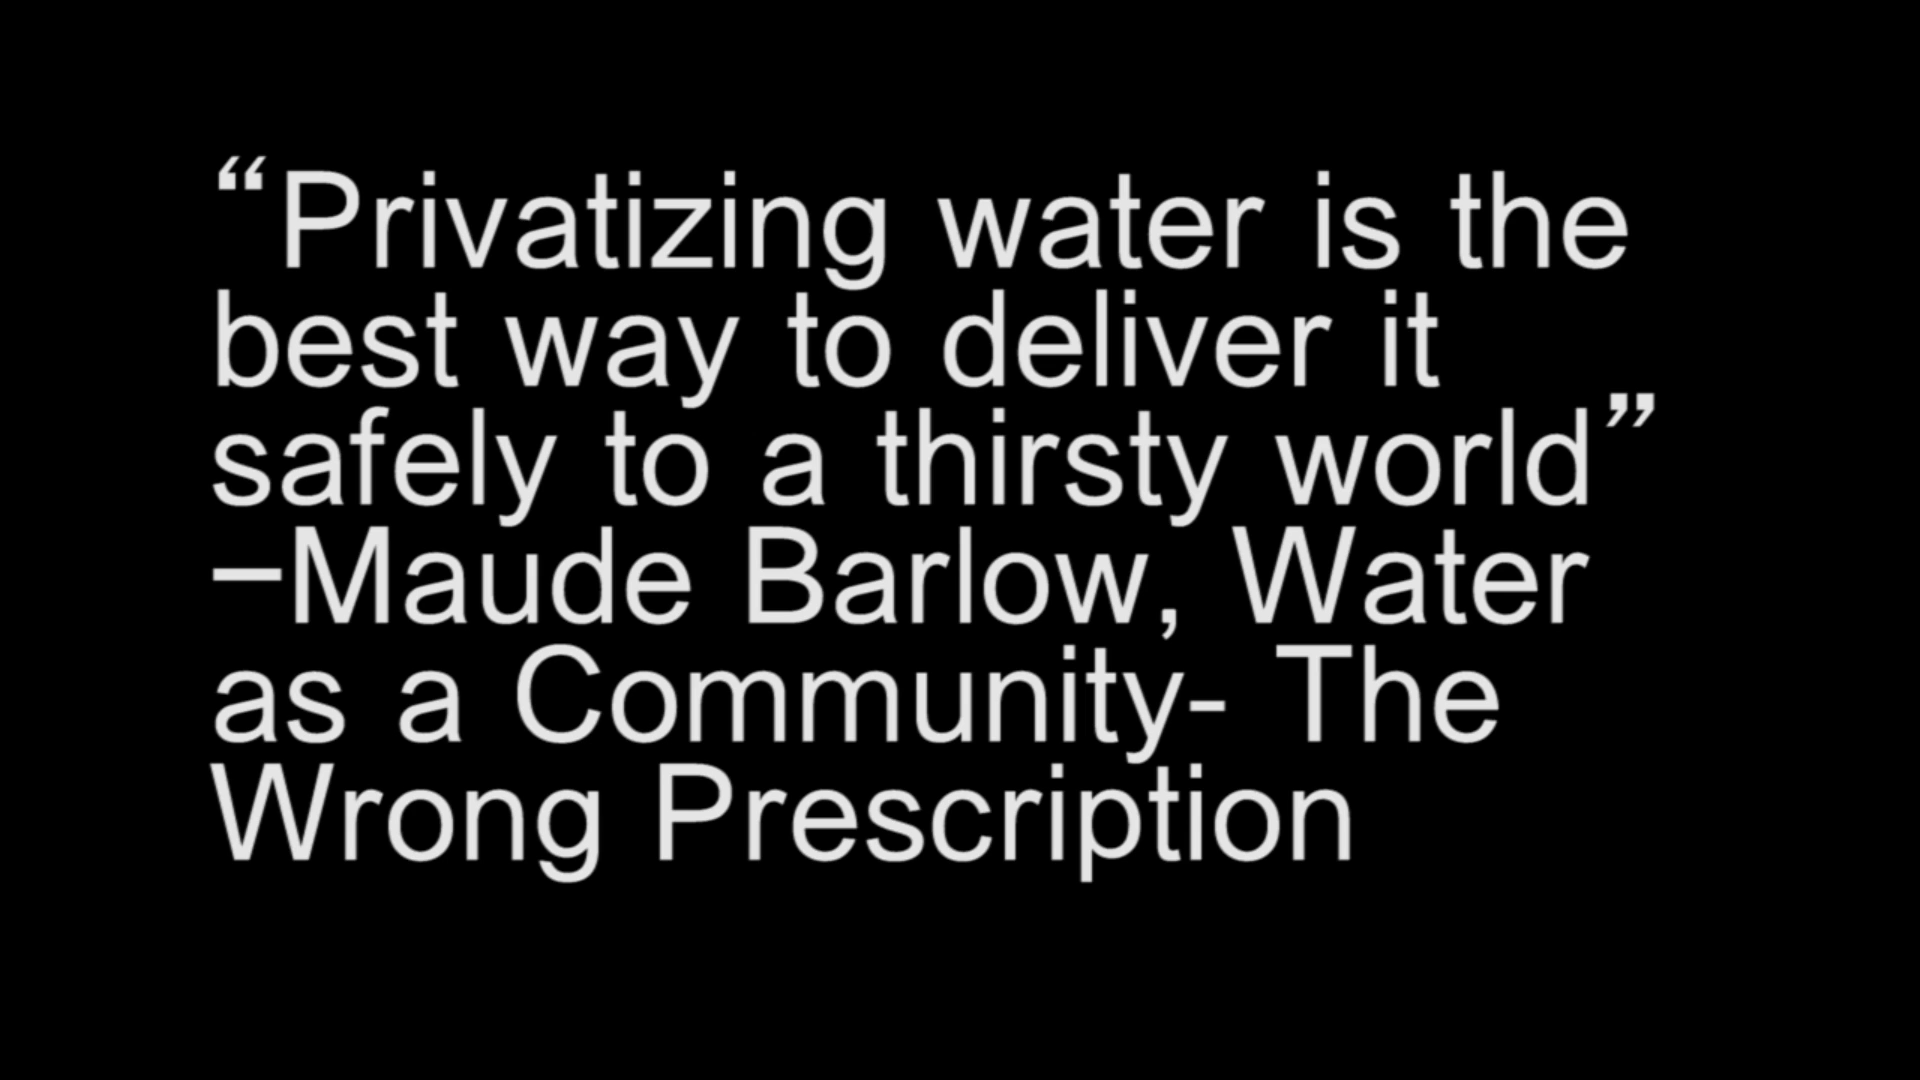 “Privatizing water is the
best way to deliver it
safely to a thirsty world”
–Maude Barlow, Water
as a Community- The
Wrong Prescription